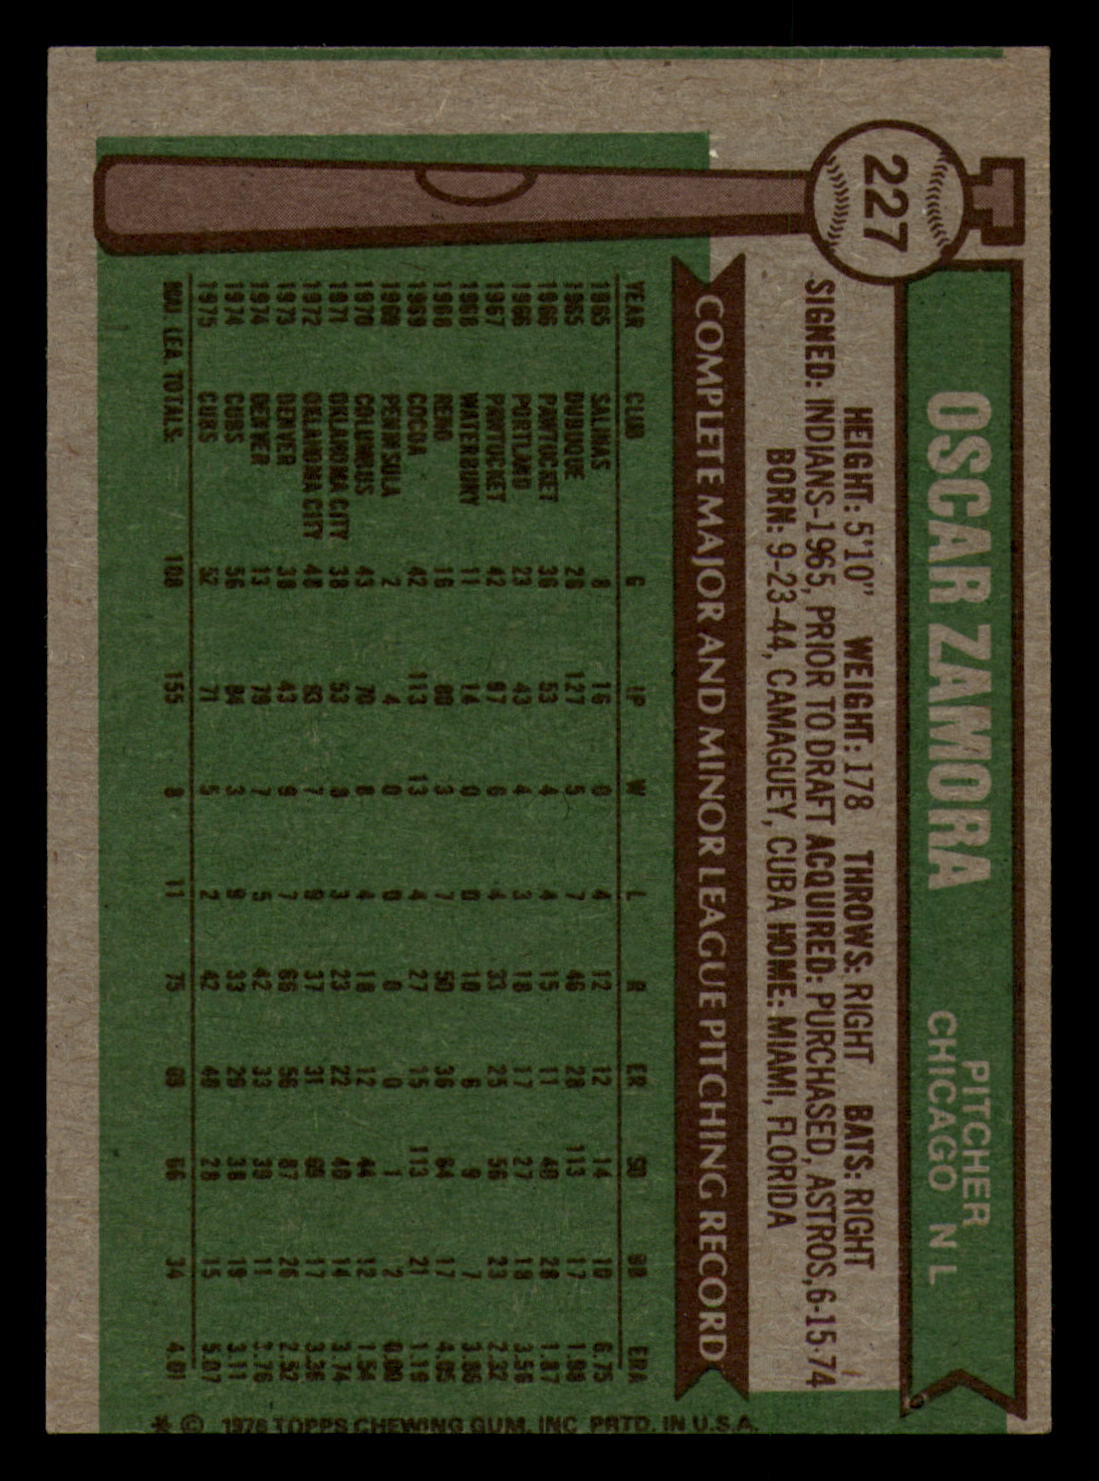 227
OSCAR ZAMORA
PITCHER
CHICAGO N L
HEIGHT: 5'10" WEIGHT: 178 THROWS: RIGHT BATS: RIGHT
SIGNED: INDIANS-1965, PRIOR TO DRAFT ACQUIRED: PURCHASED, ASTROS, 6-15-74
BORN: 9-23-44, CAMAGUEY, CUBA HOME: MIAMI, FLORIDA
COMPLETE MAJOR AND MINOR LEAGUE PITCHING RECORD
YEAR CLUB G IP W L R ER SO BB ERA
1965 SALINAS 8 16 0 4 12 12 14 10 6.75
1965 DUBUQUE 26 127 5 7 46 28 113 17 1.98
1966 PAWTUCKET 36 53 4 4 15 11 48 28 1.87
1966 PORTLAND 23 43 4 3 18 17 27 18 3.56
1967 PAWTUCKET 42 97 6 4 33 25 56 23 2.32
1968 WATERBURY 11 14 0 0 10 6 9 7 3.86
1968 RENO 16 80 3 7 50 36 64 17 4.05
1969 COCOA 42 113 13 4 27 15 113 21 1.19
1969 PENINSULA 2 4 0 0 0 0 1 2 0.00
1970 COLUMBUS 43 70 8 4 18 12 44 12 1.54
1971 OKLAHOMA CITY 38 53 8 3 23 22 40 14 3.74
1972 OKLAHOMA CITY 48 83 7 9 37 31 69 17 3.36
1973 DENVER 38 43 9 7 66 56 87 26 2.52
1974 DENVER 13 79 7 5 42 33 39 11 3.76
1974 CUBS 56 84 3 9 33 29 38 19 3.11
1975 CUBS 52 71 5 2 42 40 28 15 5.07
MAJ. LEA. TOTALS: 108 155 8 11 75 69 66 34 4.01
* © 1976 TOPPS CHEWING GUM, INC. PRTD. IN U.S.A.